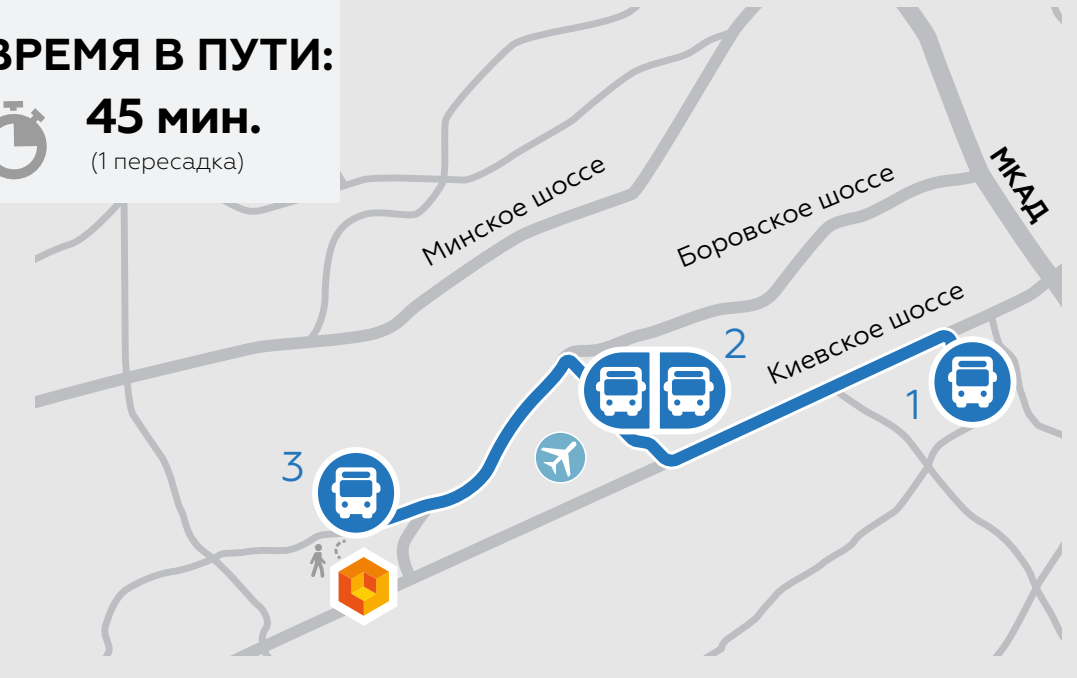 ВРЕМЯ В ПУТИ:
45 мин.
(1 пересадка)
Минское шоссе
Боровское шоссе
МКАД
Киевское шоссе
2
1
3